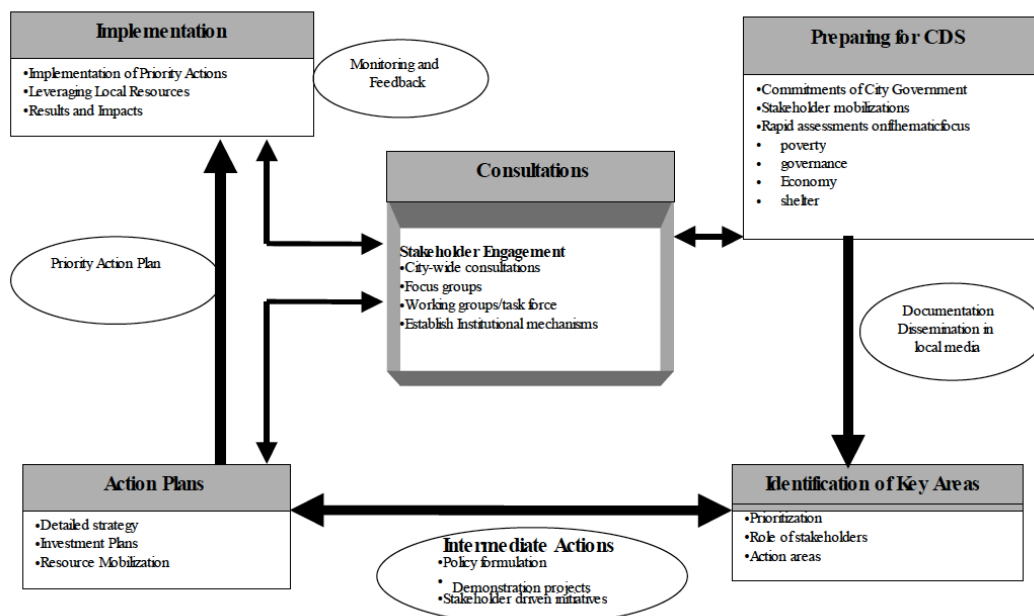 Implementation
•Implementation of Priority Actions
•Leveraging Local Resources
•Results and Impacts
Monitoring and
Feedback
Preparing for CDS
•Commitments of City Government
•Stakeholder mobilizations
•Rapid assessments onfthematicfocus
• poverty
• governance
• Economy
• shelter
Consultations
Stakeholder Engagement
•City-wide consultations
•Focus groups
•Working groups/task force
•Establish Institutional mechanisms
Priority Action Plan
Documentation
Dissemination in
local media
Action Plans
•Detailed strategy
•Investment Plans
•Resource Mobilization
Identification of Key Areas
•Prioritization
•Role of stakeholders
•Action areas
Intermediate Actions
•Policy formulation
• Demonstration projects
•Stakeholder driven initiatives